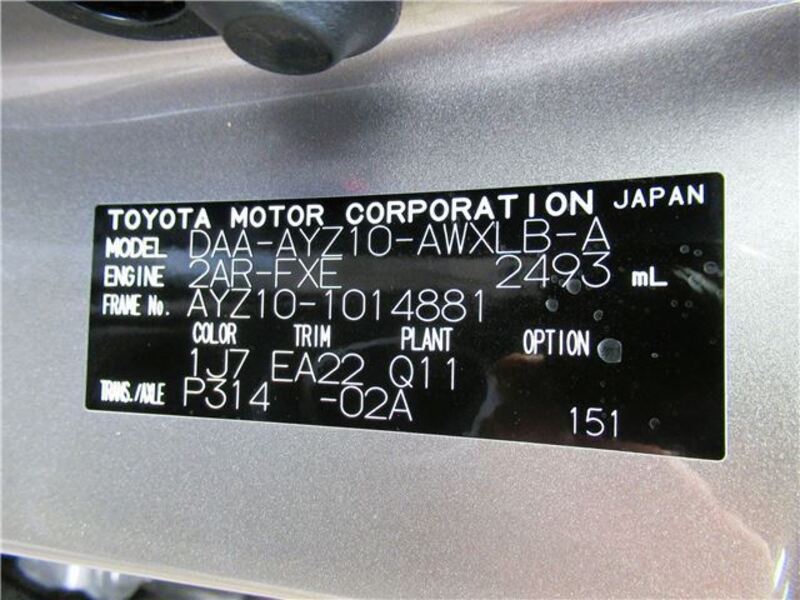 TOYOTA MOTOR CORPORATION JAPAN
MODEL DAA-AYZ10-AWXLB-A
ENGINE 2AR-FXE 2493 mL
FRAME No. AYZ10-1014881
COLOR TRIM PLANT OPTION
1J7 EA22 Q11
TRANS./AXLE P314 -02A
151